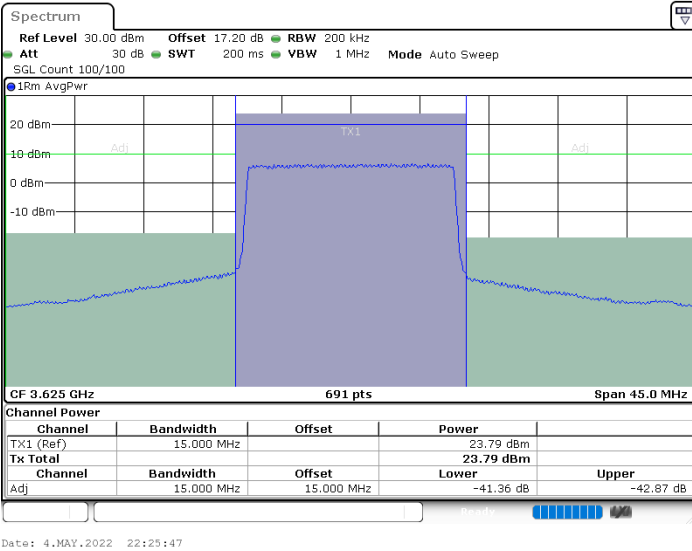 Spectrum
Ref Level 30.00 dBm Offset 17.20 dB RBW 200 kHz
Att 30 dB SWT 200 ms VBW 1 MHz Mode Auto Sweep
SGL Count 100/100
1Rm AvgPwr
20 dBm
TX1
Adj Adj
10 dBm
0 dBm
-10 dBm
CF 3.625 GHz 691 pts Span 45.0 MHz
Channel Power
Channel Bandwidth Offset Power
TX1 (Ref) 15.000 MHz 23.79 dBm
Tx Total 23.79 dBm
Channel Bandwidth Offset Lower Upper
Adj 15.000 MHz 15.000 MHz -41.36 dB -42.87 dB
Ready
Date: 4.MAY.2022 22:25:47